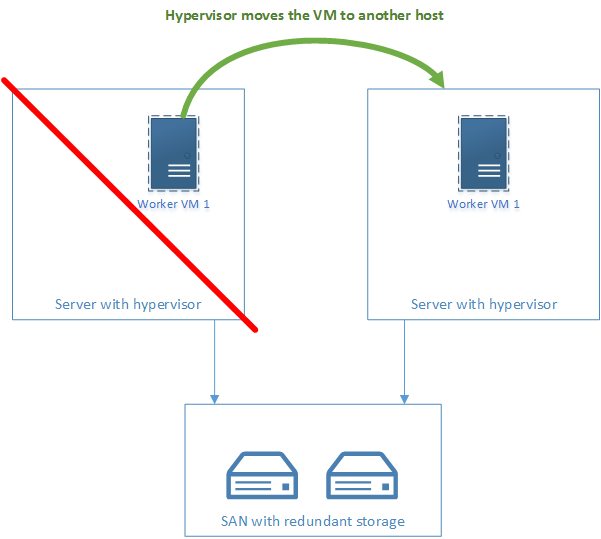 Hypervisor moves the VM to another host
Worker VM 1
Worker VM 1
Server with hypervisor
Server with hypervisor
SAN with redundant storage